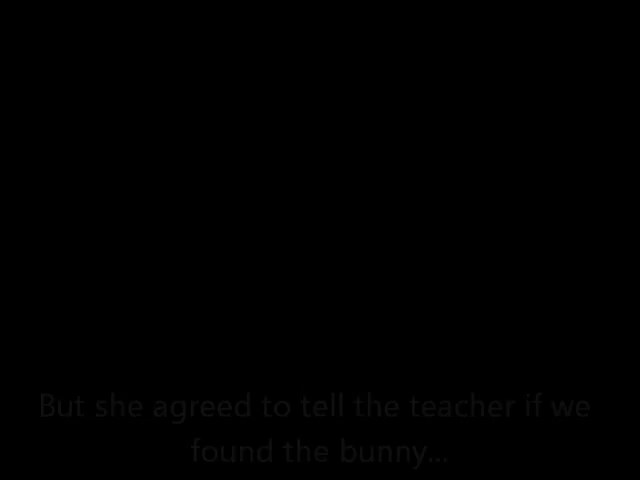 But she agreed to tell the teacher if we
found the bunny...